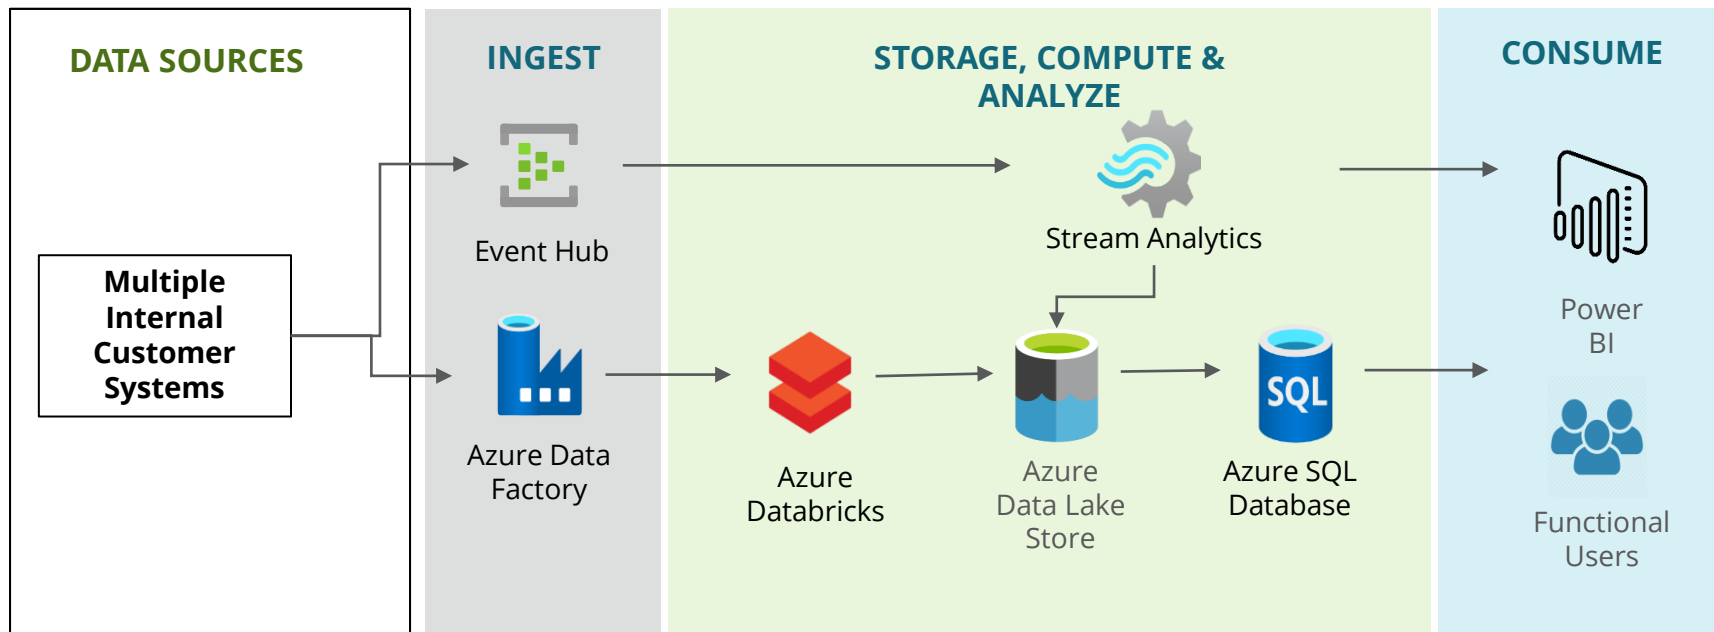 DATA SOURCES
INGEST
STORAGE, COMPUTE &
ANALYZE
CONSUME
Multiple
Internal
Customer
Systems
Event Hub
Stream Analytics
Power
BI
Azure Data
Factory
Azure
Databricks
Azure
Data Lake
Store
SQL
Azure SQL
Database
Functional
Users